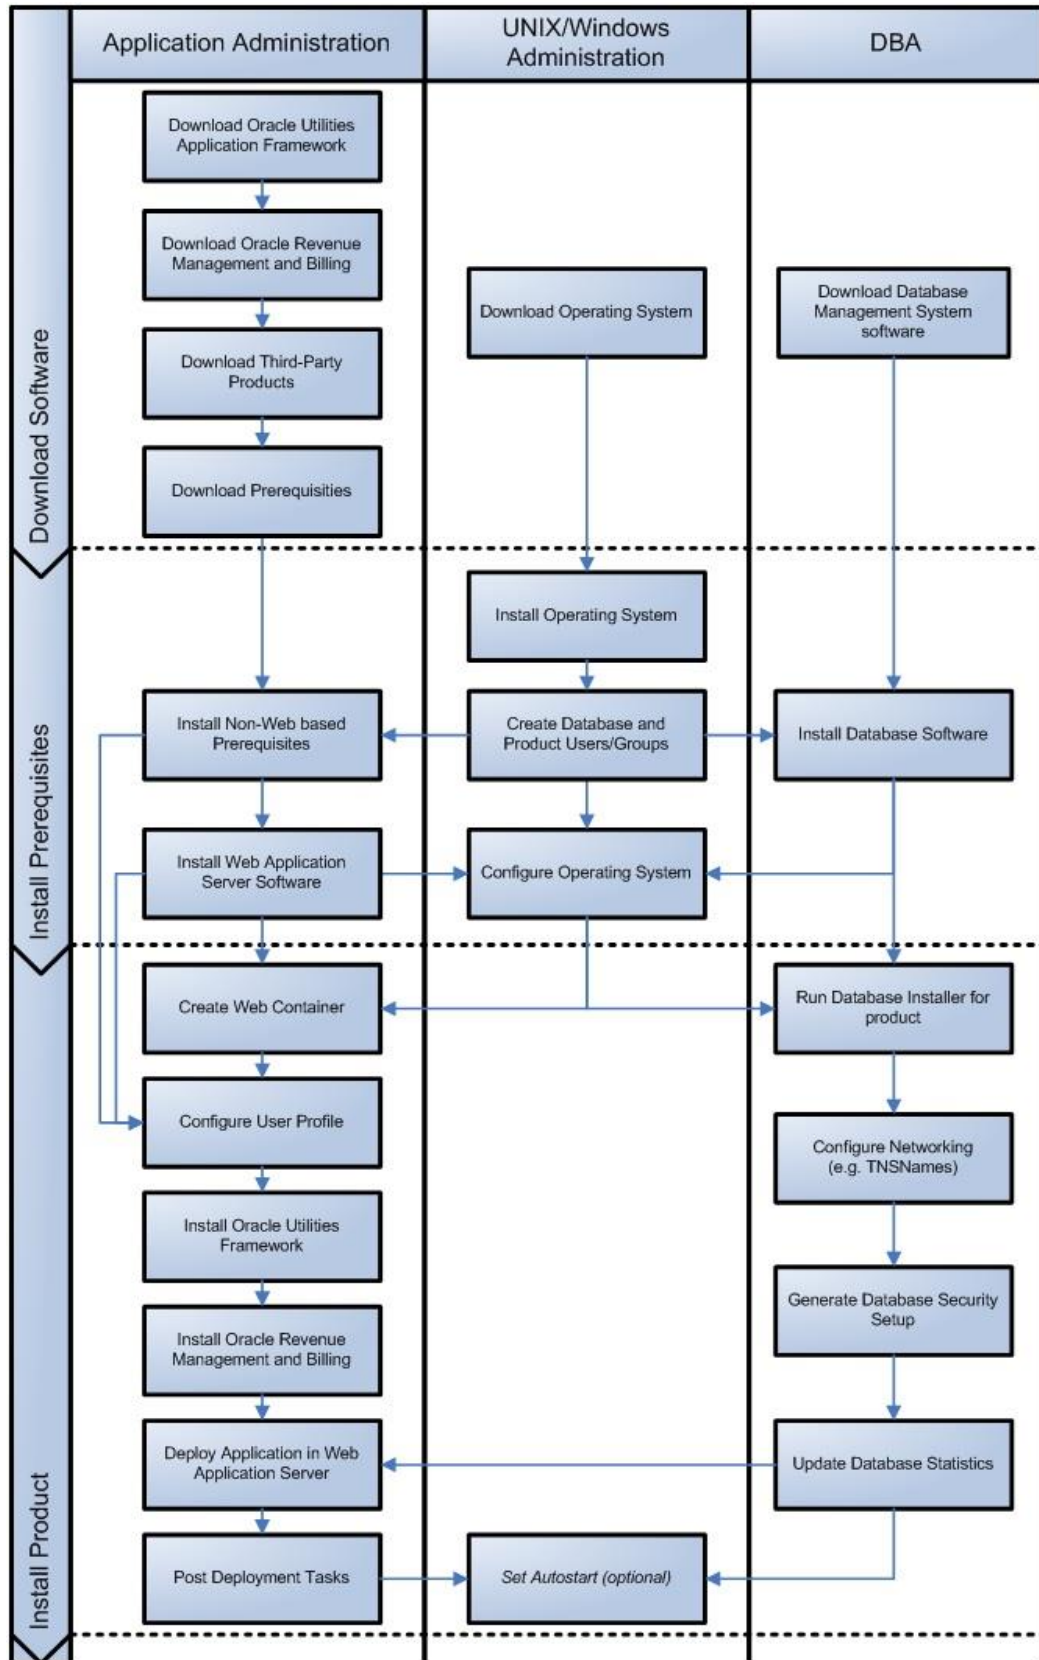 Application Administration
UNIX/Windows
Administration
DBA
Download Software
Download Oracle Utilities
Application Framework
Download Oracle Revenue
Management and Billing
Download Third-Party
Products
Download Prerequisities
Download Operating System
Download Database
Management System
software
Install Prerequisites
Install Operating System
Install Non-Web based
Prerequisites
Create Database and
Product Users/Groups
Install Database Software
Install Web Application
Server Software
Configure Operating System
Install Product
Create Web Container
Run Database Installer for
product
Configure User Profile
Configure Networking
(e.g. TNSNames)
Install Oracle Utilities
Framework
Generate Database Security
Setup
Install Oracle Revenue
Management and Billing
Deploy Application in Web
Application Server
Update Database Statistics
Post Deployment Tasks
Set Autostart (optional)